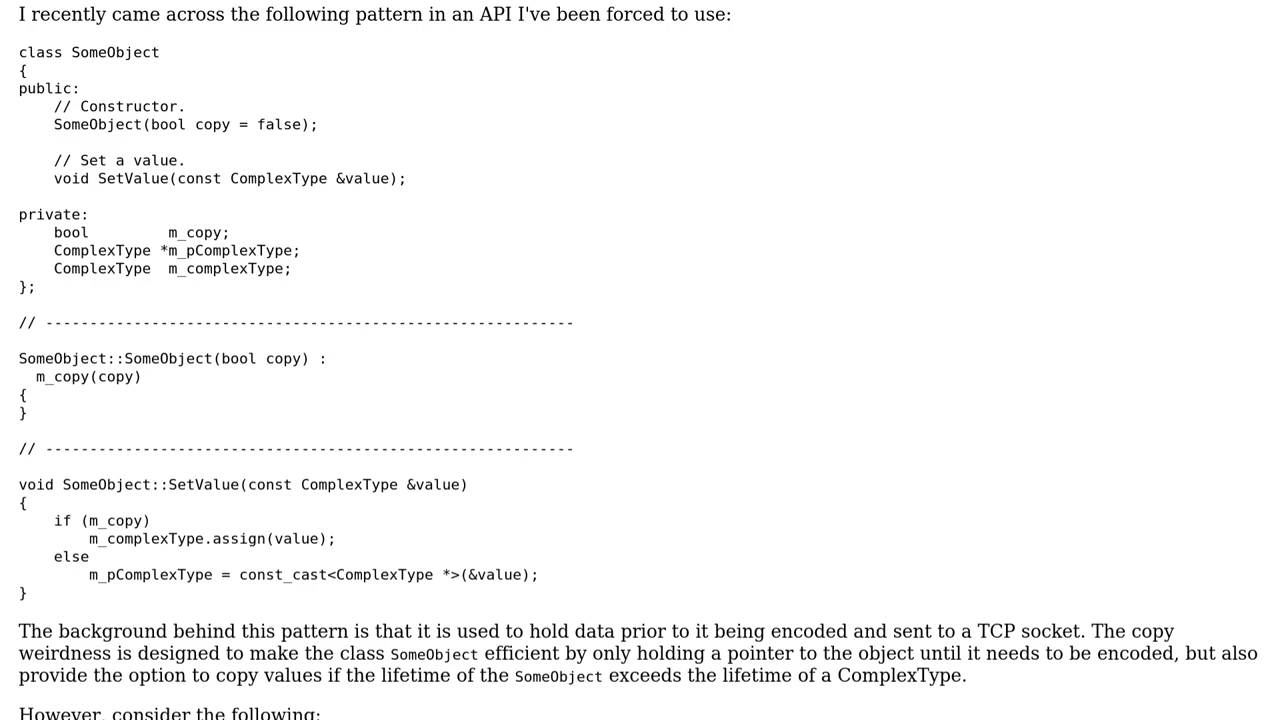 I recently came across the following pattern in an API I've been forced to use:
class SomeObject
{
public:
    // Constructor.
    SomeObject(bool copy = false);
    // Set a value.
    void SetValue(const ComplexType &value);
private:
    bool         m_copy;
    ComplexType *m_pComplexType;
    ComplexType  m_complexType;
};
// ------------------------------------------------------------
SomeObject::SomeObject(bool copy) :
  m_copy(copy)
{
}
// ------------------------------------------------------------
void SomeObject::SetValue(const ComplexType &value)
{
    if (m_copy)
        m_complexType.assign(value);
    else
        m_pComplexType = const_cast<ComplexType *>(&value);
}
The background behind this pattern is that it is used to hold data prior to it being encoded and sent to a TCP socket. The copy
weirdness is designed to make the class SomeObject efficient by only holding a pointer to the object until it needs to be encoded, but also
provide the option to copy values if the lifetime of the SomeObject exceeds the lifetime of a ComplexType.
However, consider the following: